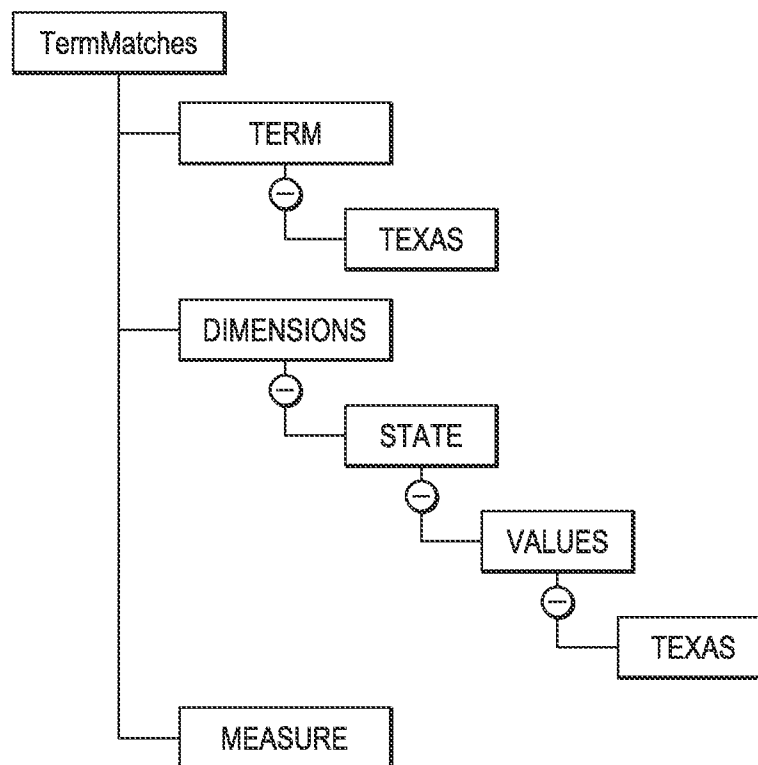 TermMatches
TERM
TEXAS
DIMENSIONS
STATE
VALUES
TEXAS
MEASURE